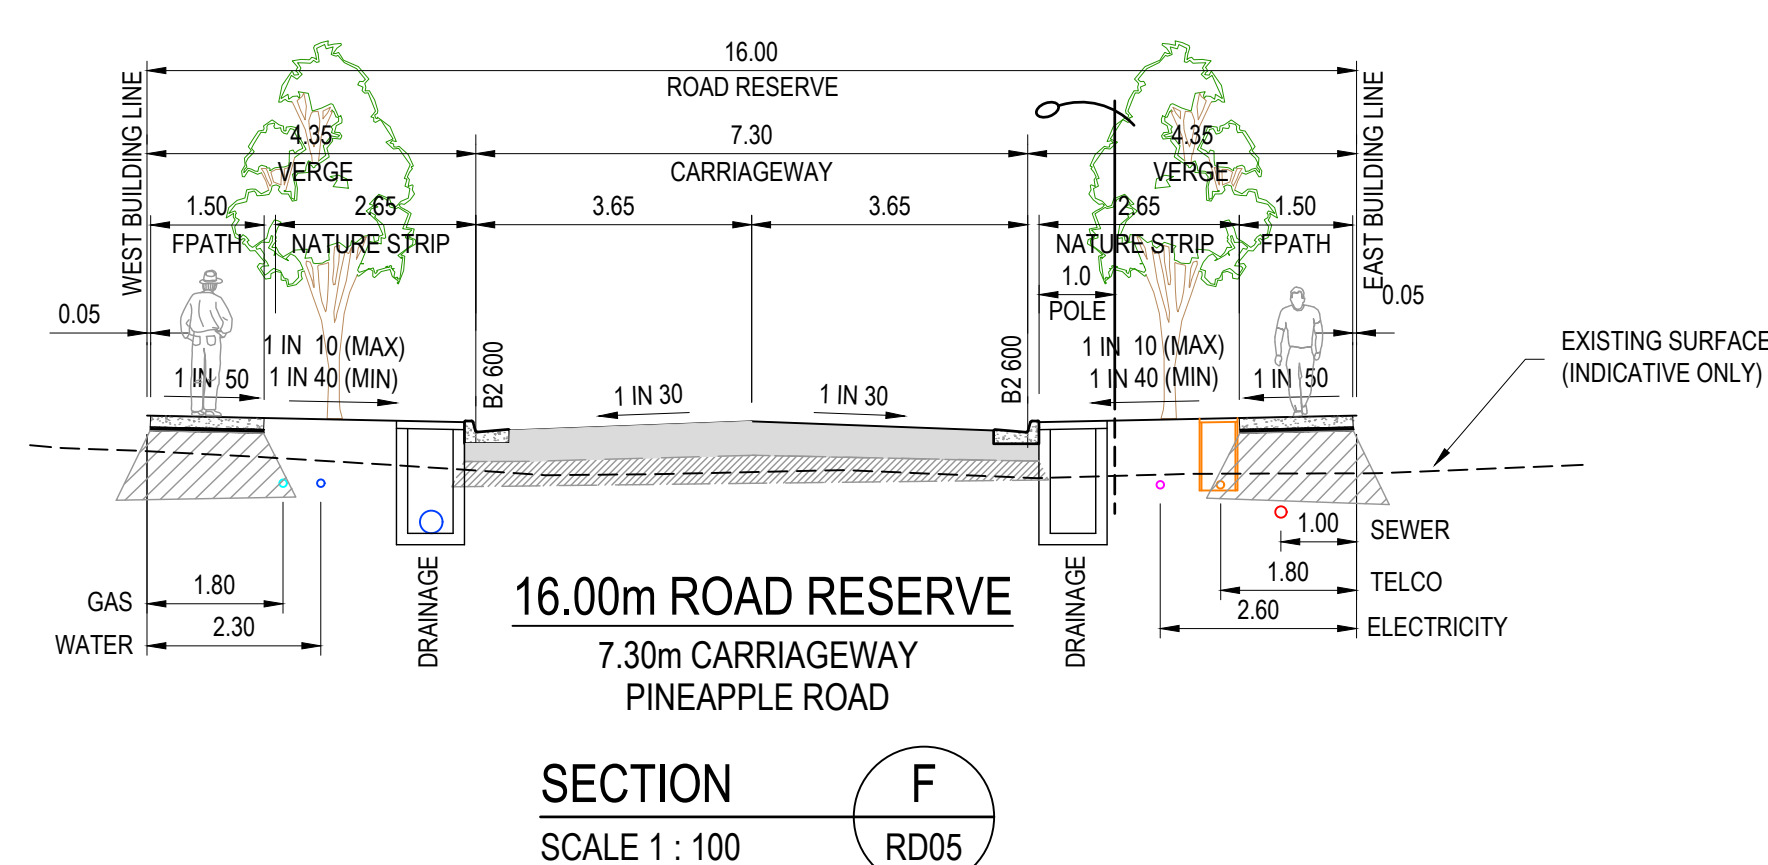 16.00
ROAD RESERVE
4.35
VERGE
7.30
CARRIAGEWAY
4.35
VERGE
1.50
FPATH
2.65
NATURE STRIP
3.65
3.65
2.65
NATURE STRIP
1.50
FPATH
WEST BUILDING LINE
EAST BUILDING LINE
1.0
POLE
0.05
0.05
1 IN 10 (MAX)
1 IN 40 (MIN)
1 IN 50
B2 600
1 IN 30
1 IN 30
B2 600
1 IN 10 (MAX)
1 IN 40 (MIN)
1 IN 50
EXISTING SURFACE
(INDICATIVE ONLY)
GAS
1.80
WATER
2.30
DRAINAGE
DRAINAGE
1.00
SEWER
1.80
TELCO
2.60
ELECTRICITY
16.00m ROAD RESERVE
7.30m CARRIAGEWAY
PINEAPPLE ROAD
SECTION
F
SCALE 1 : 100
RD05